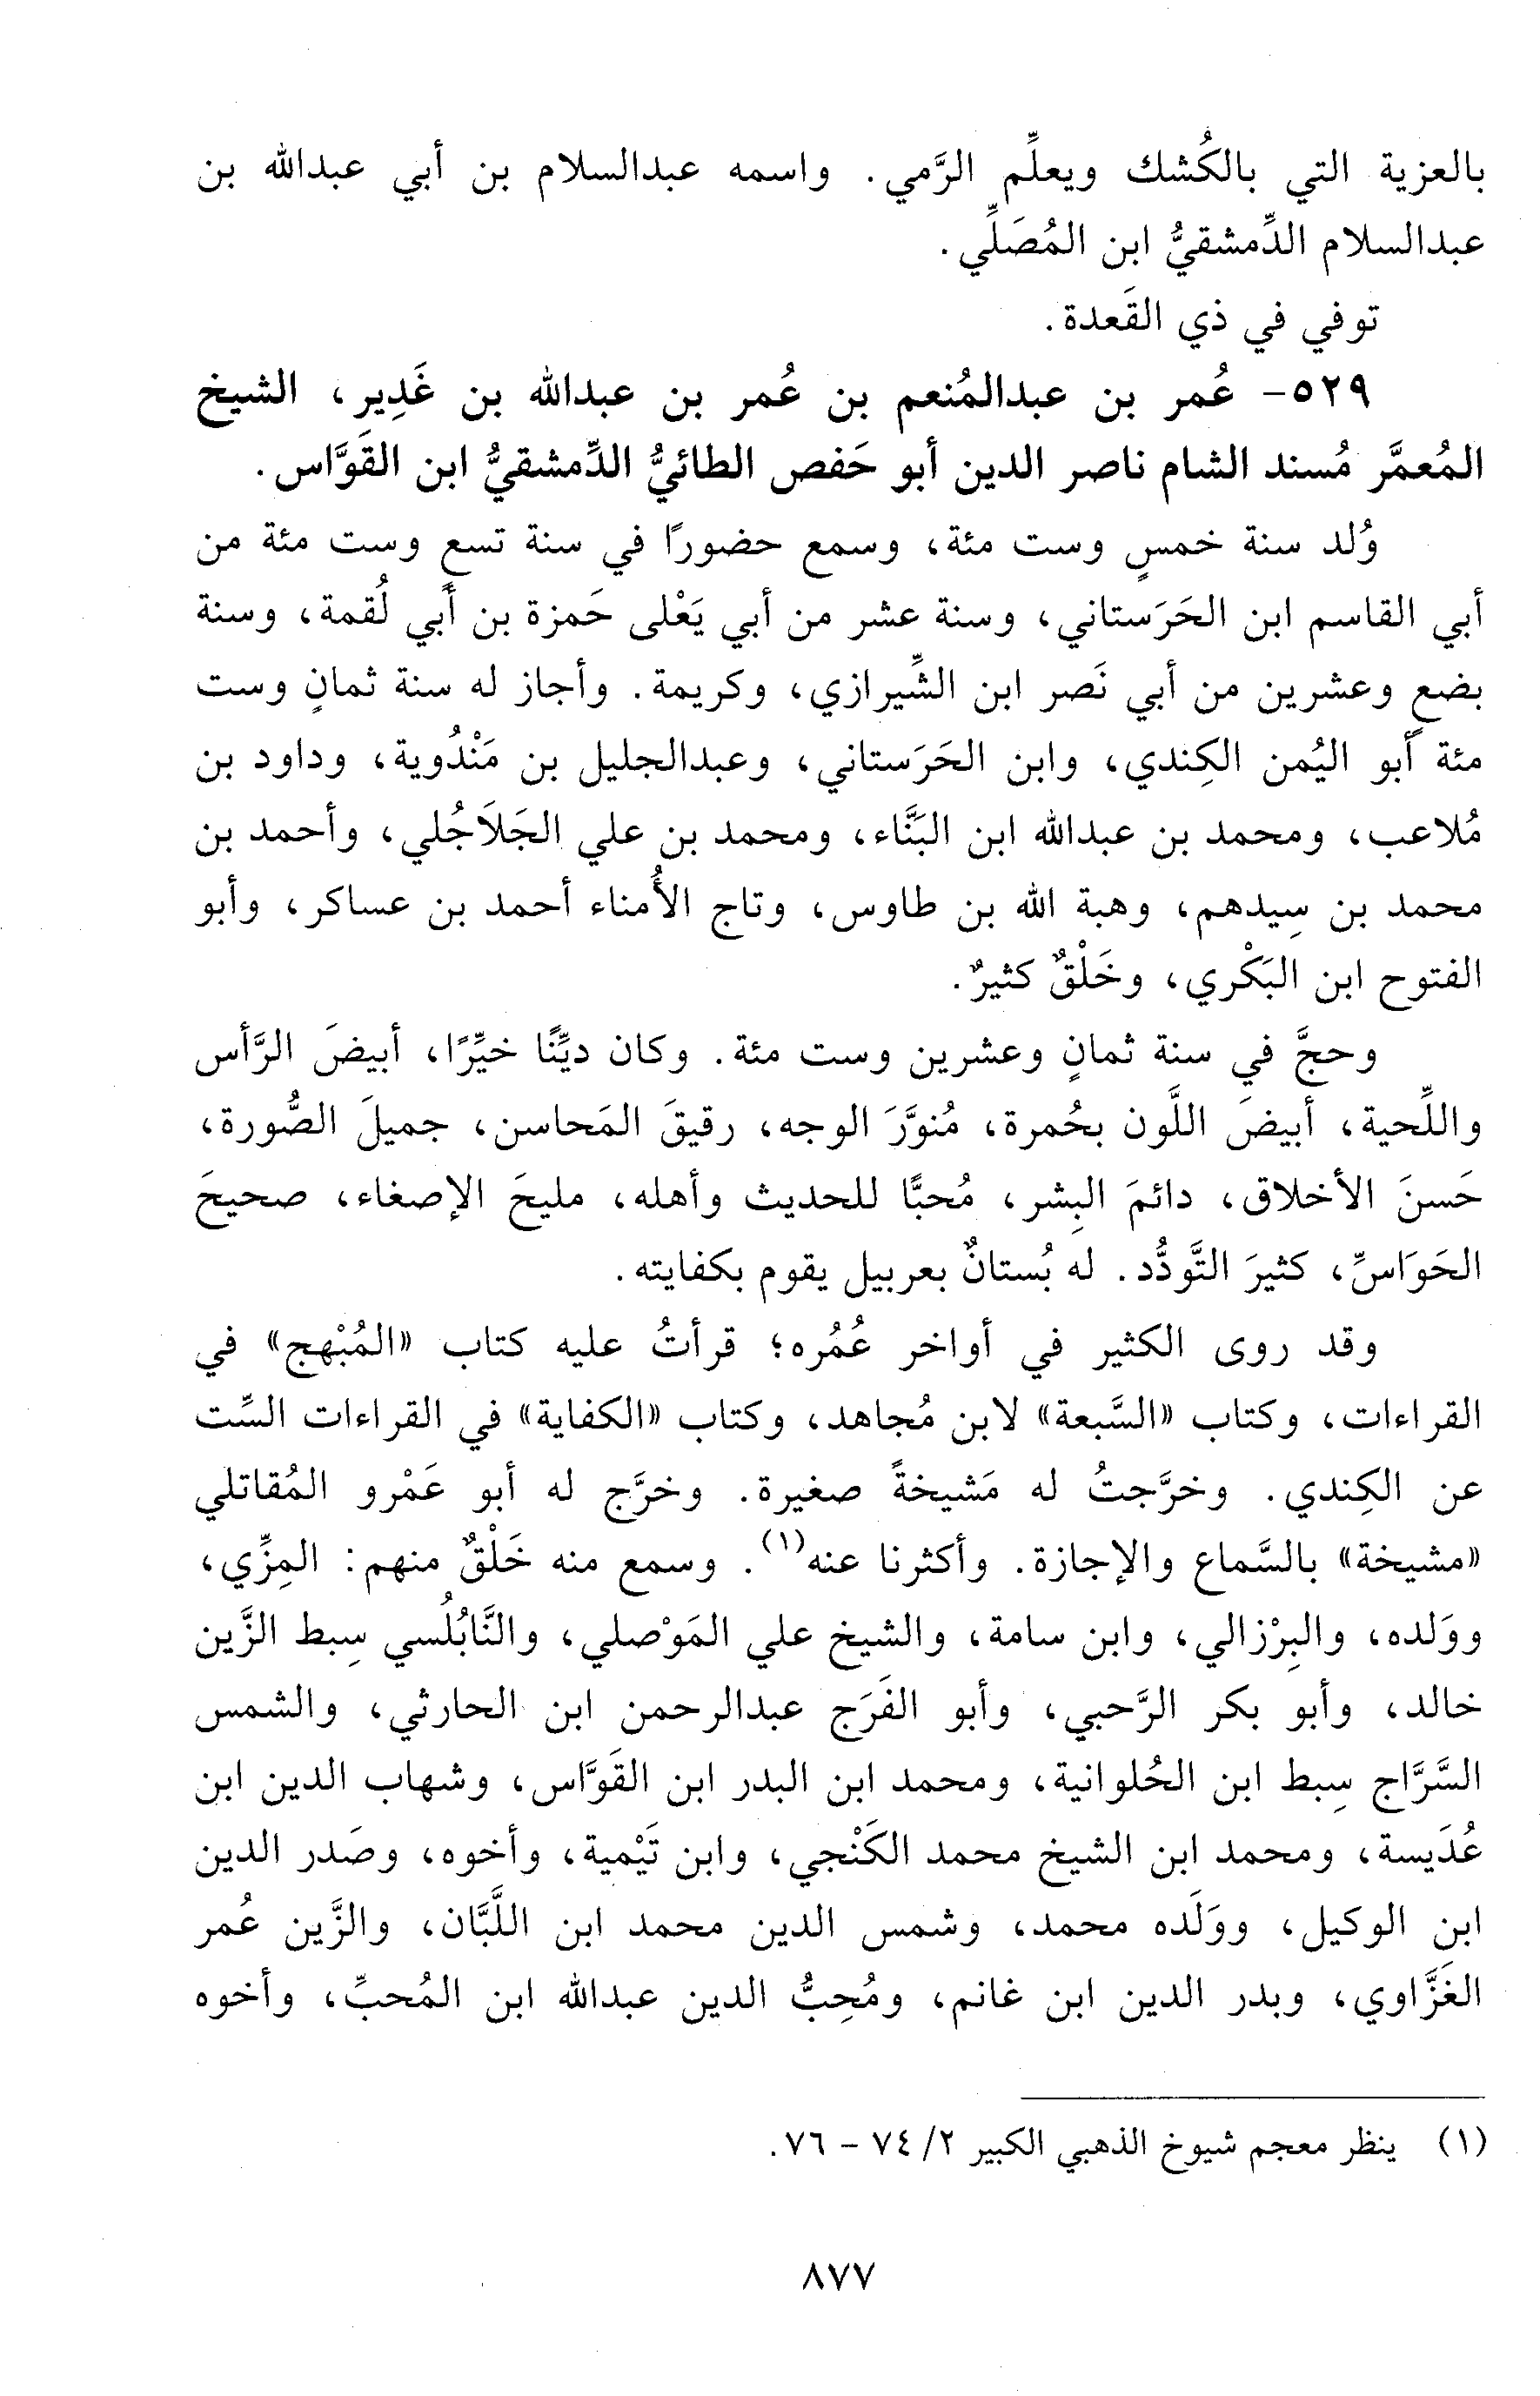 بالعزية التي بالكُشك ويعلِّم الرَّمي. واسمه عبدالسلام بن أبي عبدالله بن
عبدالسلام الدِّمشقيُّ ابن المُصَلِّي.
توفي في ذي القَعدة.
٥٢٩- عُمر بن عبدالمُنعم بن عُمر بن عبدالله بن غَدِير، الشيخ
المُعمَّر مُسند الشام ناصر الدين أبو حَفص الطائيُّ الدِّمشقيُّ ابن القَوَّاس.
وُلد سنة خمسٍ وست مئة، وسمع حضورًا في سنة تسعٍ وست مئة من
أبي القاسم ابن الحَرَستاني، وسنة عشر من أبي يَعْلى حَمزة بن أبي لُقمة، وسنة
بضعٍ وعشرين من أبي نَصر ابن الشِّيرازي، وكريمة. وأجاز له سنة ثمانٍ وست
مئة أبو اليُمن الكِندي، وابن الحَرَستاني، وعبدالجليل بن مَنْدُوية، وداود بن
مُلاعب، ومحمد بن عبدالله ابن البَنَّاء، ومحمد بن علي الجَلَاجُلي، وأحمد بن
محمد بن سِيدهم، وهبة الله بن طاوس، وتاج الأُمناء أحمد بن عساكر، وأبو
الفتوح ابن البَكْري، وخَلْقٌ كثيرٌ.
وحجَّ في سنة ثمانٍ وعشرين وست مئة. وكان ديِّنًا خيِّرًا، أبيضَ الرَّأس
واللِّحية، أبيضَ اللَّون بحُمرة، مُنوَّرَ الوجه، رقيقَ المَحاسن، جميلَ الصُّورة،
حَسنَ الأخلاق، دائمَ البِشر، مُحبًّا للحديث وأهله، مليحَ الإصغاء، صحيحَ
الحَوَاسِّ، كثيرَ التَّودُّد. له بُستانٌ بعربيل يقوم بكفايته.
وقد روى الكثير في أواخر عُمُره؛ قرأتُ عليه كتاب «المُبْهج» في
القراءات، وكتاب «السَّبعة» لابن مُجاهد، وكتاب «الكفاية» في القراءات السِّت
عن الكِندي. وخرَّجتُ له مَشيخةً صغيرة. وخرَّج له أبو عَمْرو المُقاتلي
«مشيخة» بالسَّماع والإجازة. وأكثرنا عنه(١). وسمع منه خَلْقٌ منهم: المِزِّي،
ووَلده، والبِرْزالي، وابن سامة، والشيخ علي المَوْصلي، والنَّابُلُسي سِبط الزَّين
خالد، وأبو بكر الرَّحبي، وأبو الفَرَج عبدالرحمن ابن الحارثي، والشمس
السَّرَّاج سِبط ابن الحُلوانية، ومحمد ابن البدر ابن القَوَّاس، وشهاب الدين ابن
عُدَيسة، ومحمد ابن الشيخ محمد الكَنْجي، وابن تَيْمية، وأخوه، وصَدر الدين
ابن الوكيل، ووَلَده محمد، وشمس الدين محمد ابن اللَّبَّان، والزَّين عُمر
الغَزَّاوي، وبدر الدين ابن غانم، ومُحِبُّ الدين عبدالله ابن المُحبِّ، وأخوه
(١) ينظر معجم شيوخ الذهبي الكبير ٢/ ٧٤ - ٧٦.
٨٧٧